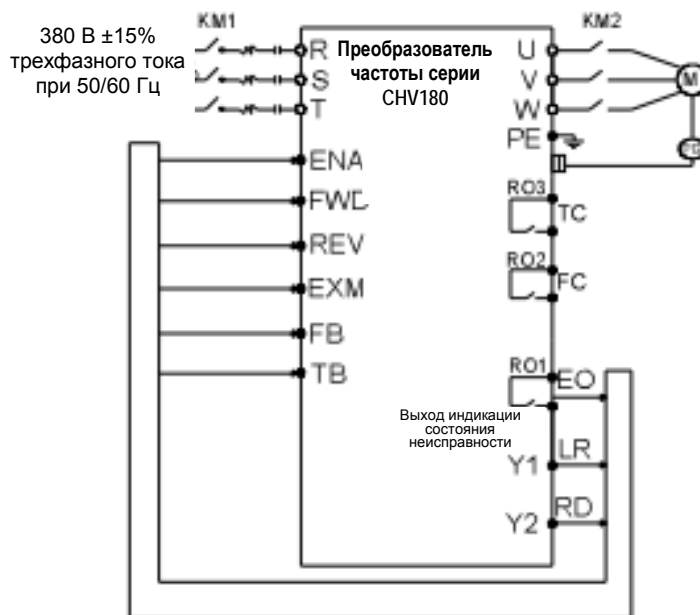 KM1
KM2
380 В ±15%
трехфазного тока
при 50/60 Гц
R
S
T
Преобразователь
частоты серии
CHV180
U
V
W
PE
M
PG
ENA
FWD
REV
EXM
FB
TB
RO3
TC
RO2
FC
RO1
EO
Выход индикации
состояния
неисправности
Y1
LR
Y2
RD